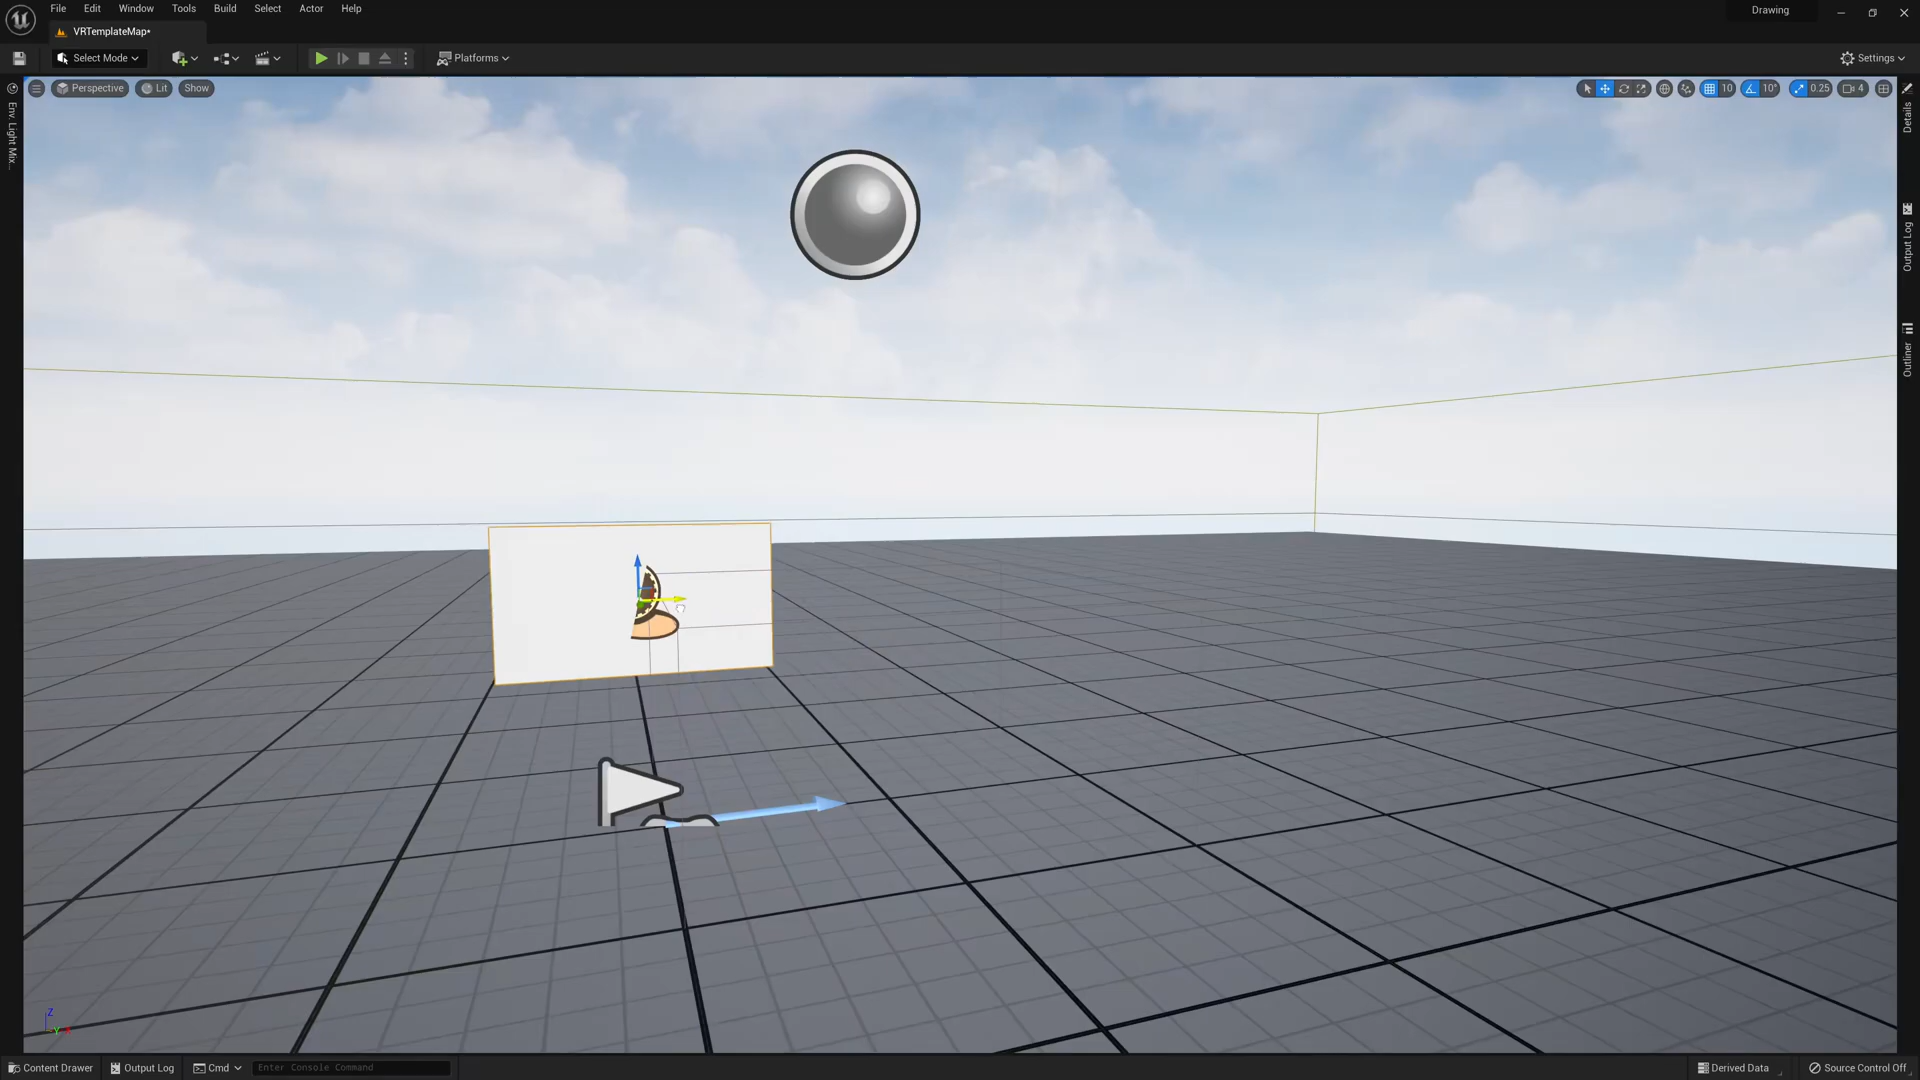 File Edit Window Tools Build Select Actor Help
Drawing
VRTemplateMap•
Select Mode
Platforms
Settings
Perspective Lit Show
10 10° 0.25 4
Env. Light Mix...
Details
Output Log
Outliner
Z
Content Drawer Output Log Cmd Enter Console Command
Derived Data Source Control Off